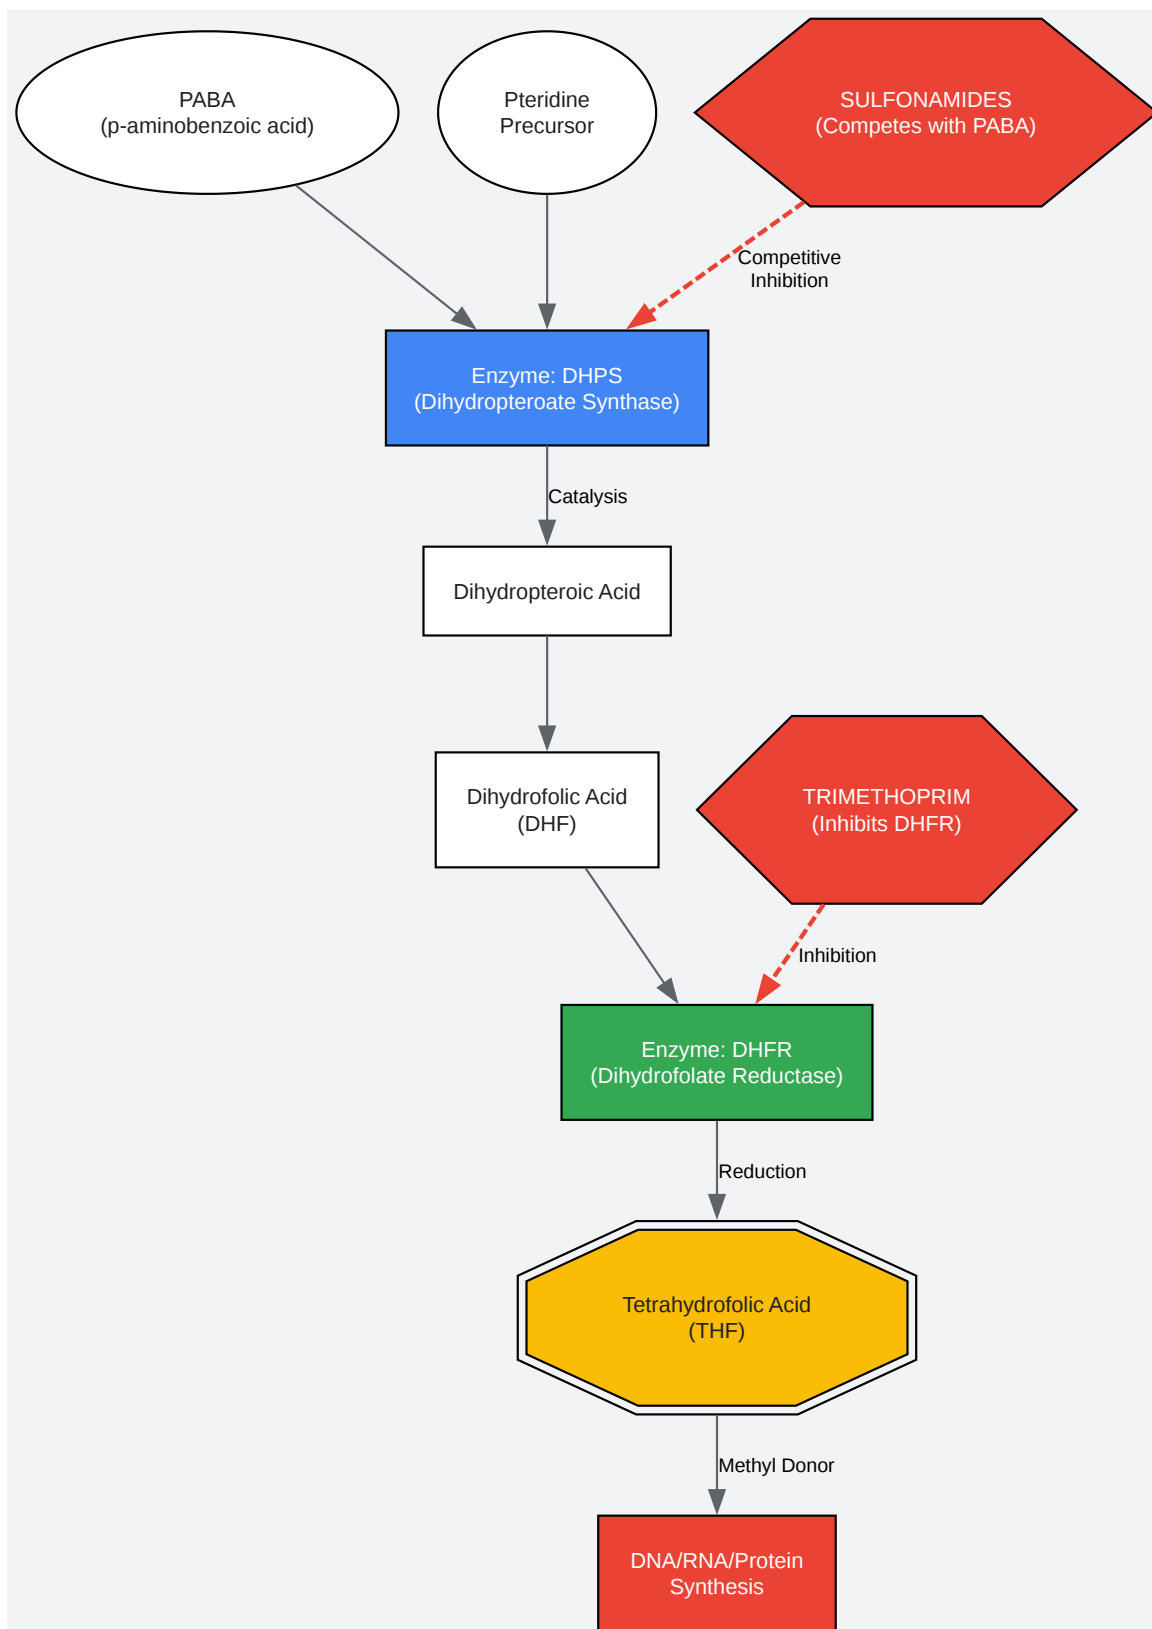 PABA
(p-aminobenzoic acid)
Pteridine
Precursor
SULFONAMIDES
(Competes with PABA)
Competitive
Inhibition
Enzyme: DHPS
(Dihydropteroate Synthase)
Catalysis
Dihydropteroic Acid
Dihydrofolic Acid
(DHF)
TRIMETHOPRIM
(Inhibits DHFR)
Inhibition
Enzyme: DHFR
(Dihydrofolate Reductase)
Reduction
Tetrahydrofolic Acid
(THF)
Methyl Donor
DNA/RNA/Protein
Synthesis